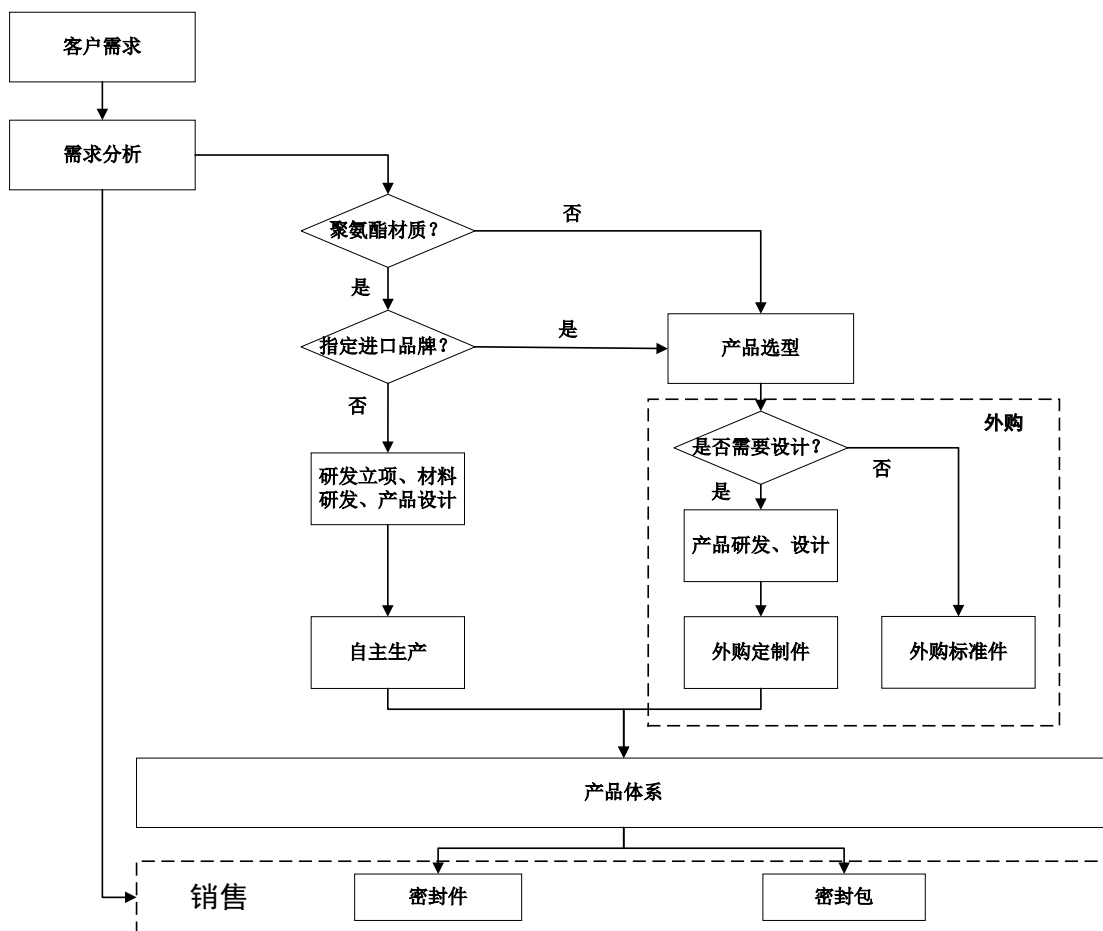 客户需求
需求分析
聚氨酯材质？
否
是
指定进口品牌？
是
产品选型
否
外购
是否需要设计？
否
是
研发立项、材料
研发、产品设计
产品研发、设计
自主生产
外购定制件
外购标准件
产品体系
销售
密封件
密封包